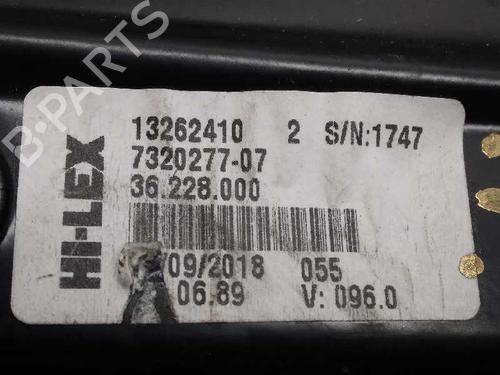 B-PARTS
HI-LEX
13262410 2 S/N:1747
7320277-07
36.228.000
/09/2018 055
06.89 V: 096.0